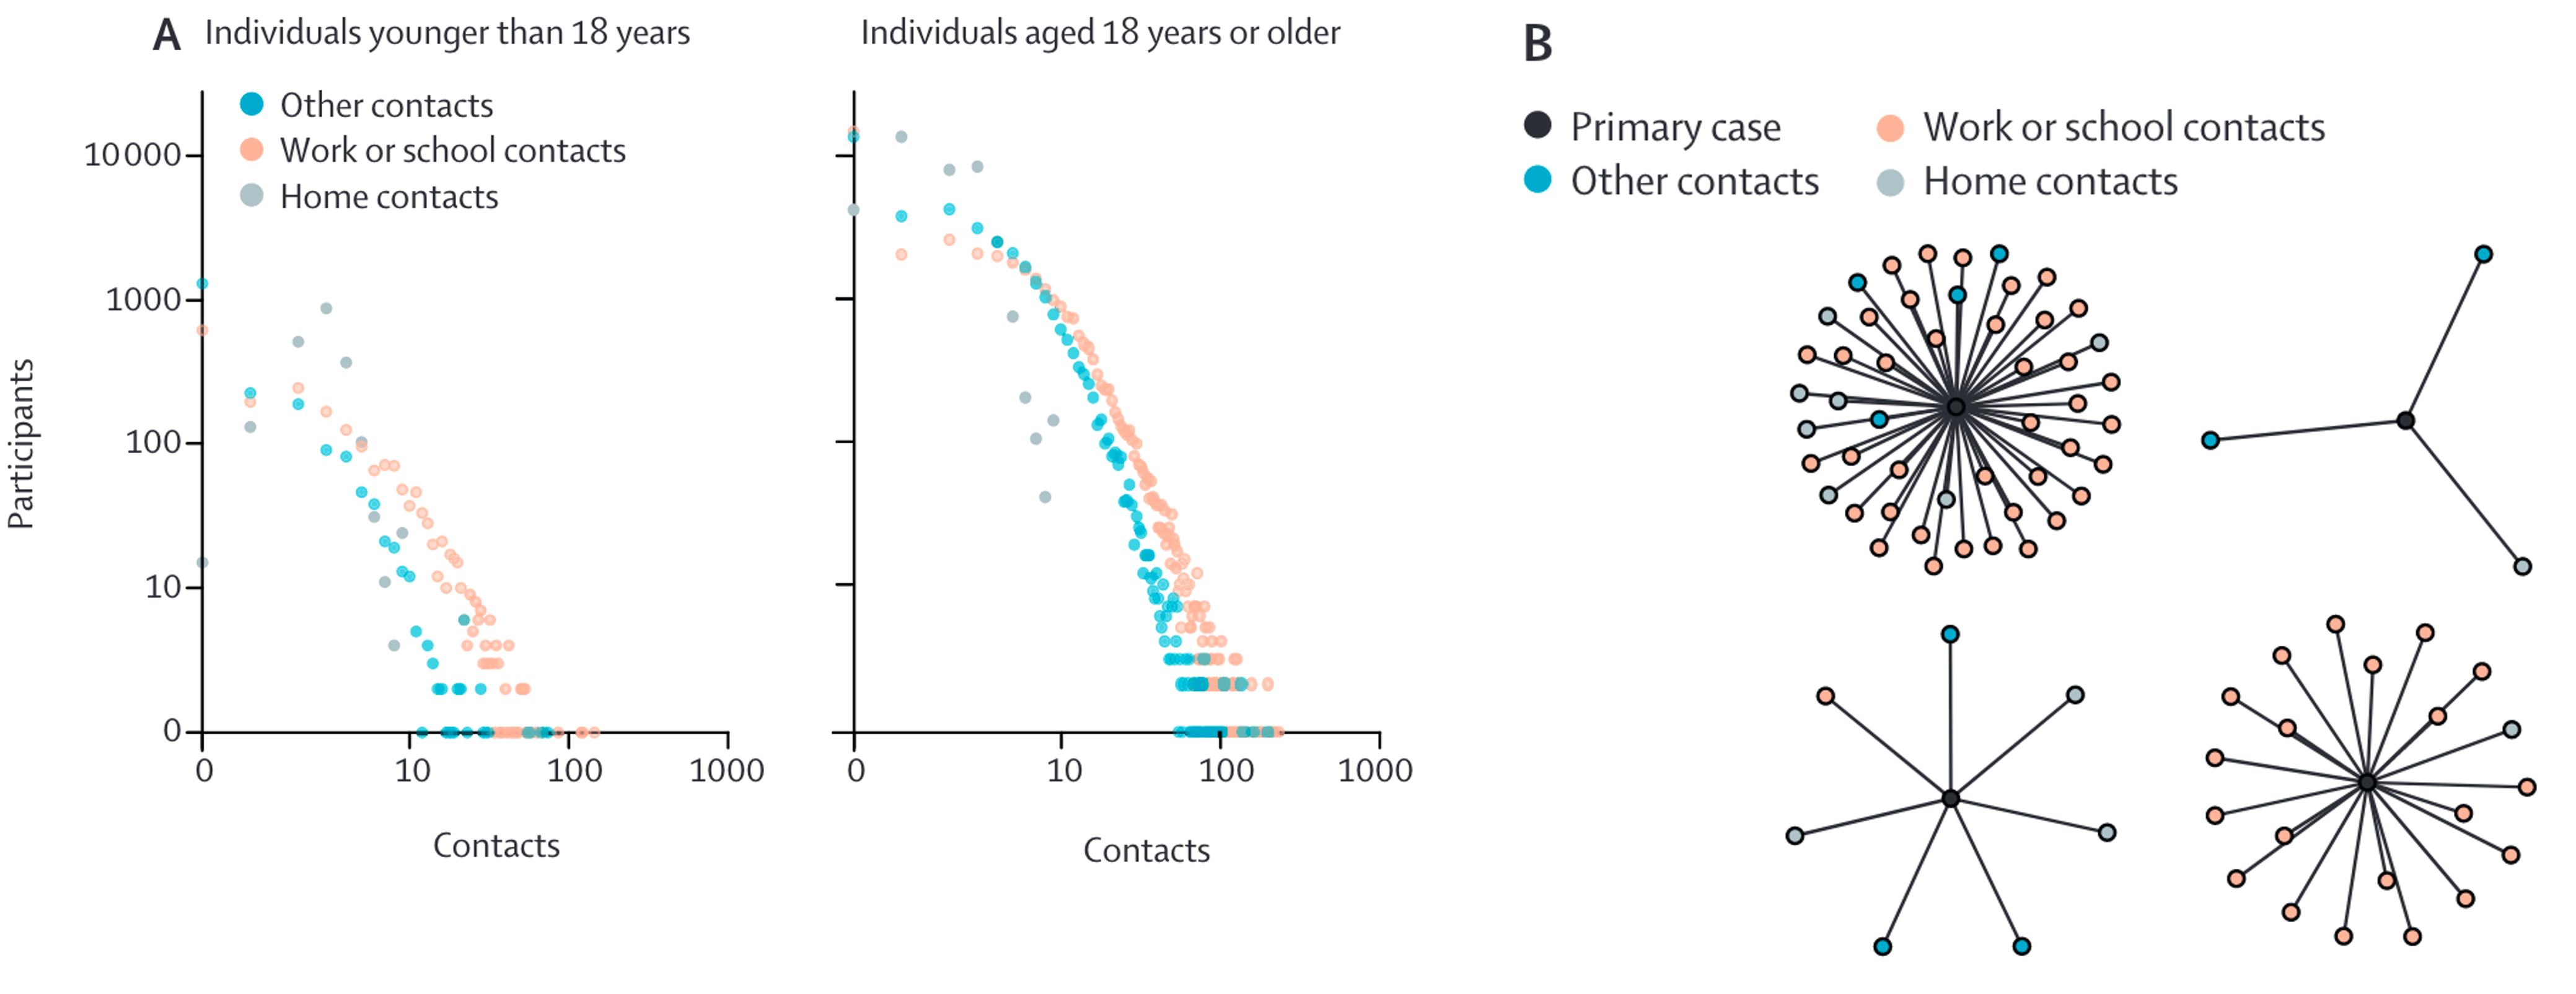 A Individuals younger than 18 years
Individuals aged 18 years or older
B
Other contacts
Work or school contacts
Home contacts
Primary case
Work or school contacts
Other contacts
Home contacts
Participants
10 000
1000
100
10
0
0 10 100 1000
Contacts
0 10 100 1000
Contacts